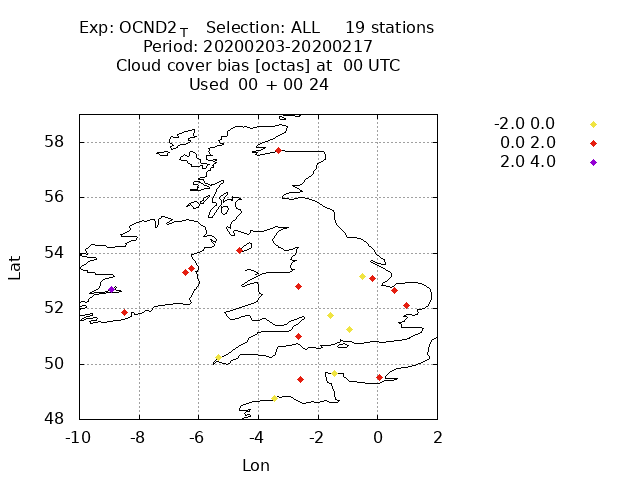 Exp: OCND2T Selection: ALL 19 stations
Period: 20200203-20200217
Cloud cover bias [octas] at 00 UTC
Used 00 + 00 24
-2.0 0.0
0.0 2.0
2.0 4.0
58
56
54
52
50
48
Lat
-10 -8 -6 -4 -2 0 2
Lon